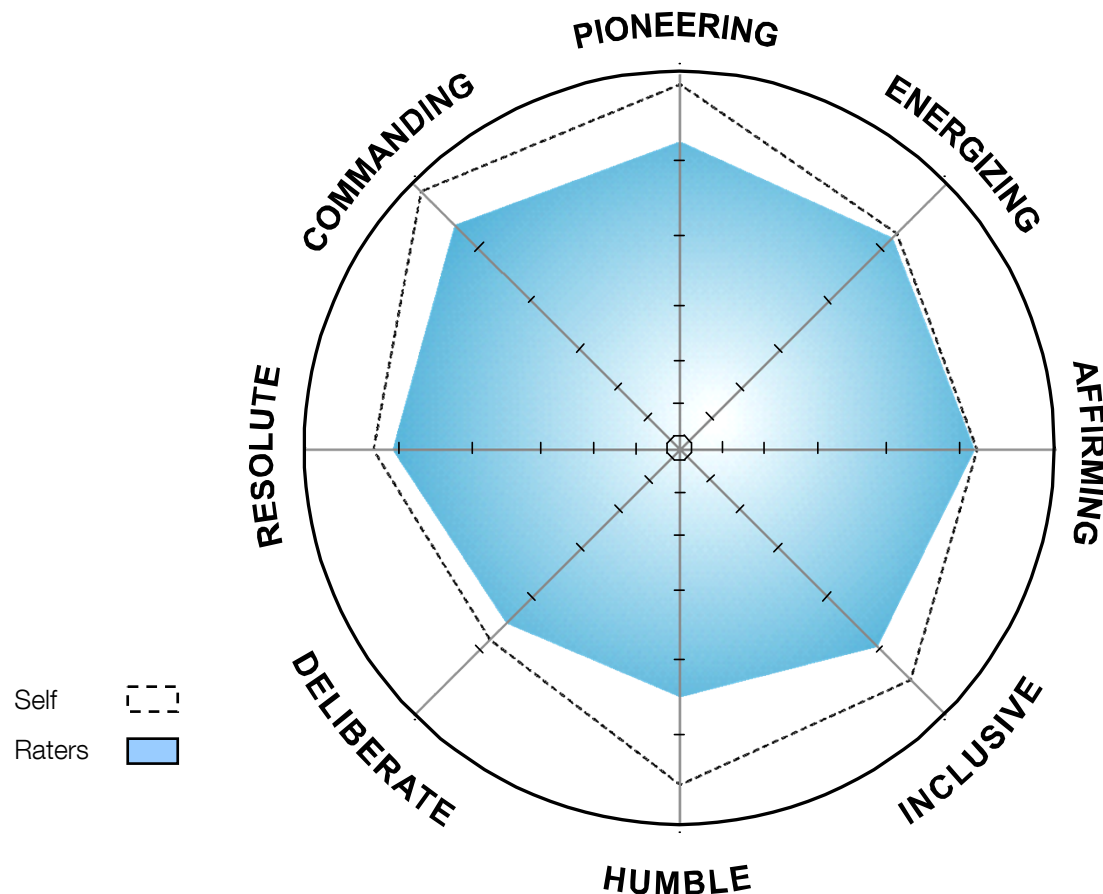 PIONEERING
ENERGIZING
AFFIRMING
INCLUSIVE
HUMBLE
DELIBERATE
RESOLUTE
COMMANDING
Self
Raters